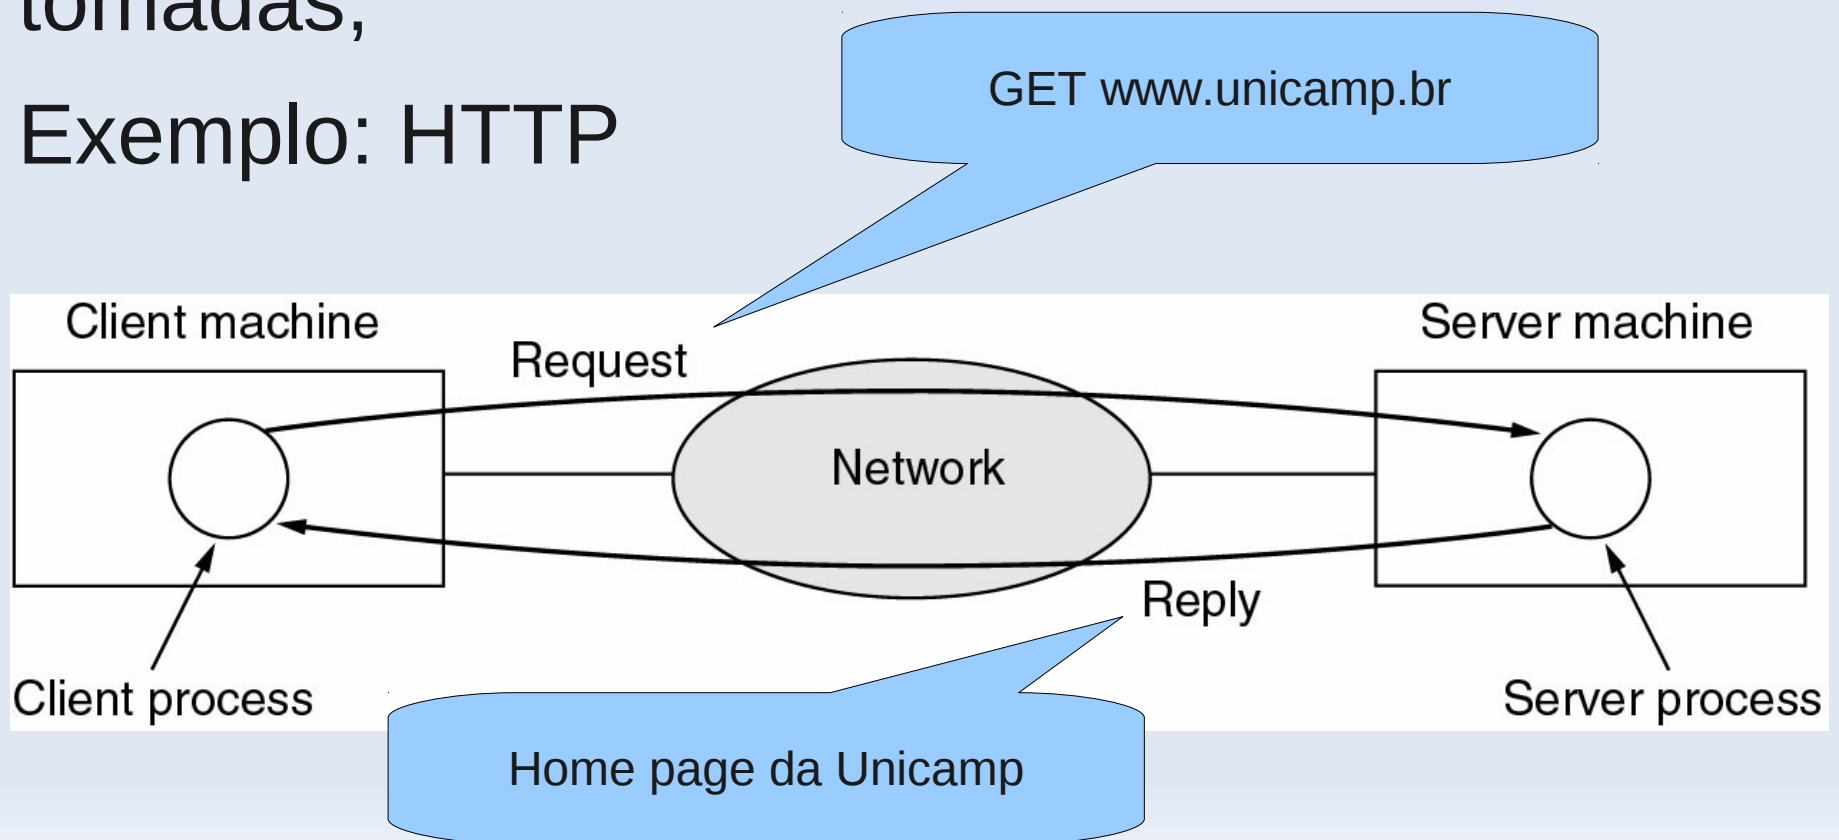 tomadas;
Exemplo: HTTP
GET www.unicamp.br
Client machine
Server machine
Request
Network
Reply
Client process
Server process
Home page da Unicamp